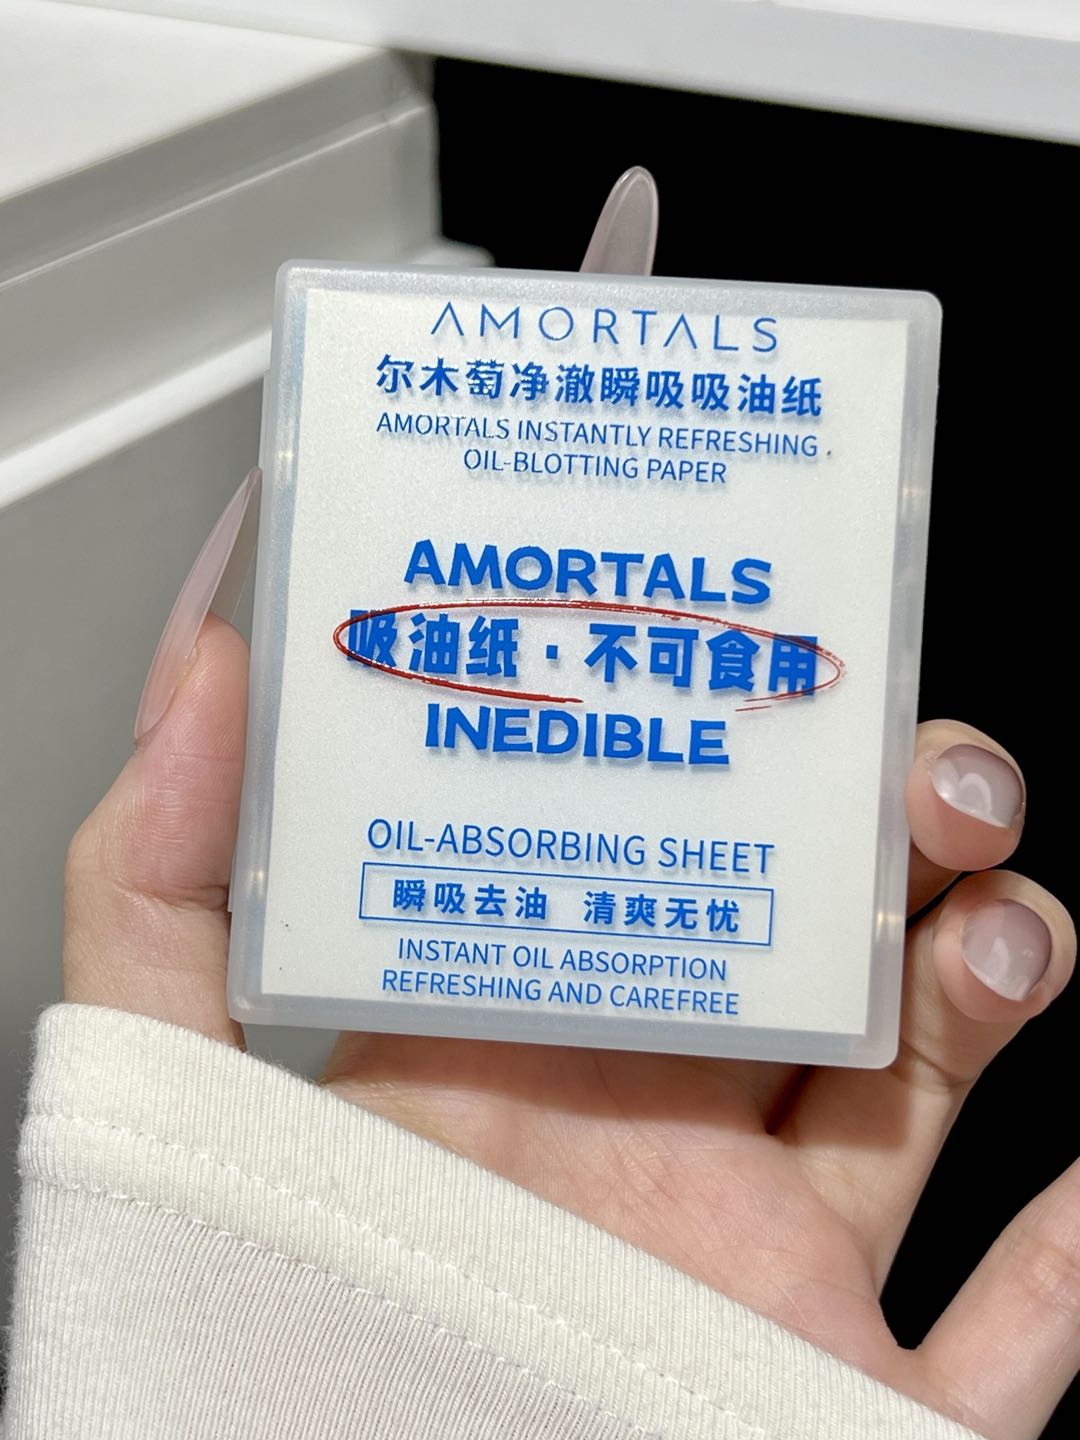 AMORTALS
尔木萄净澈瞬吸吸油纸
AMORTALS INSTANTLY REFRESHING
OIL-BLOTTING PAPER
AMORTALS
吸油纸·不可食用
INEDIBLE
OIL-ABSORBING SHEET
瞬吸去油 清爽无忧
INSTANT OIL ABSORPTION
REFRESHING AND CAREFREE